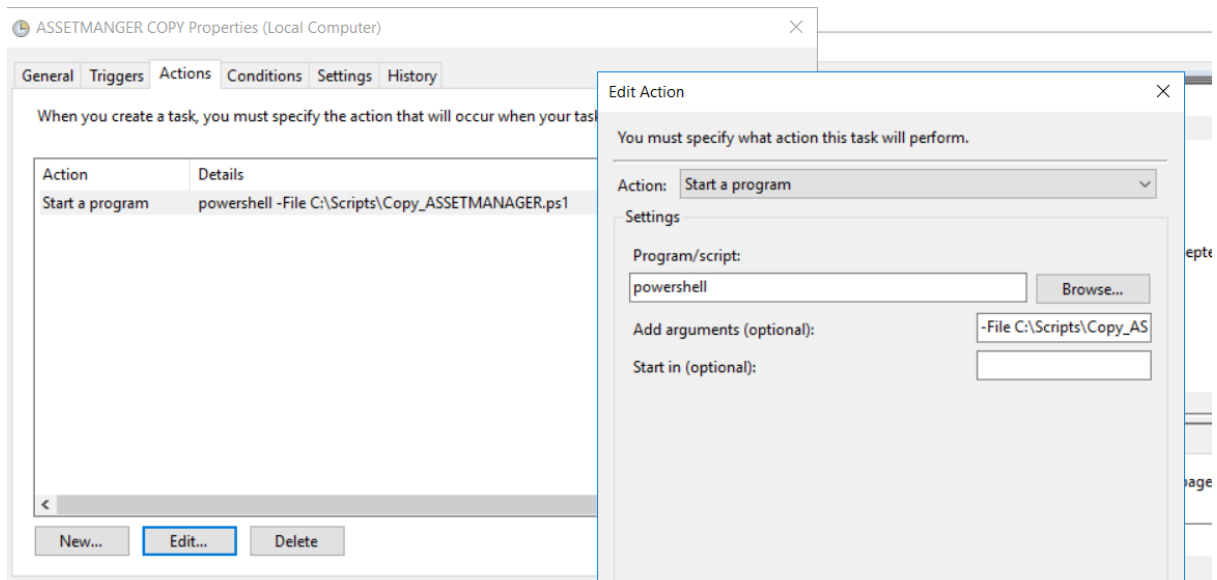 ASSETMANGER COPY Properties (Local Computer)
General Triggers Actions Conditions Settings History
When you create a task, you must specify the action that will occur when your task
Action Details
Start a program powershell -File C:\Scripts\Copy_ASSETMANAGER.ps1
New... Edit... Delete
Edit Action
You must specify what action this task will perform.
Action: Start a program
Settings
Program/script:
powershell Browse...
Add arguments (optional): -File C:\Scripts\Copy_AS
Start in (optional):